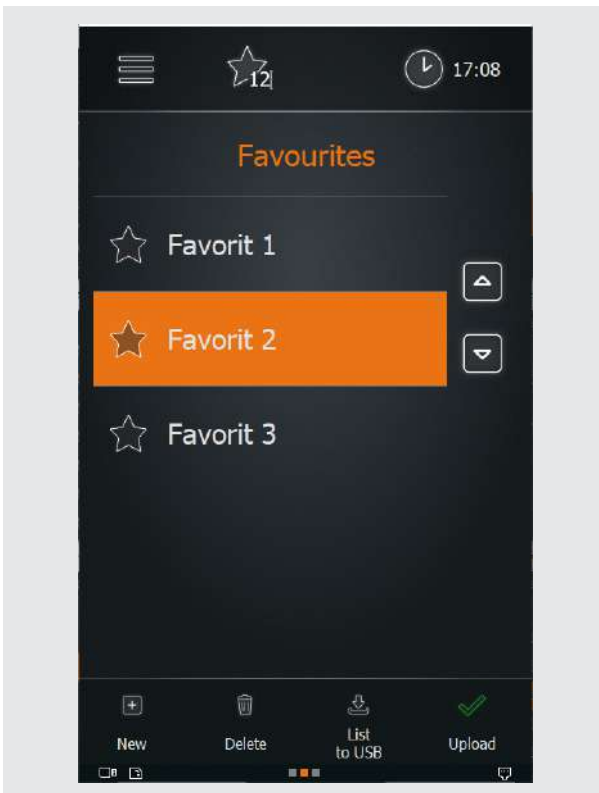 12
17:08
Favourites
Favorit 1
Favorit 2
Favorit 3
New
Delete
List
to USB
Upload